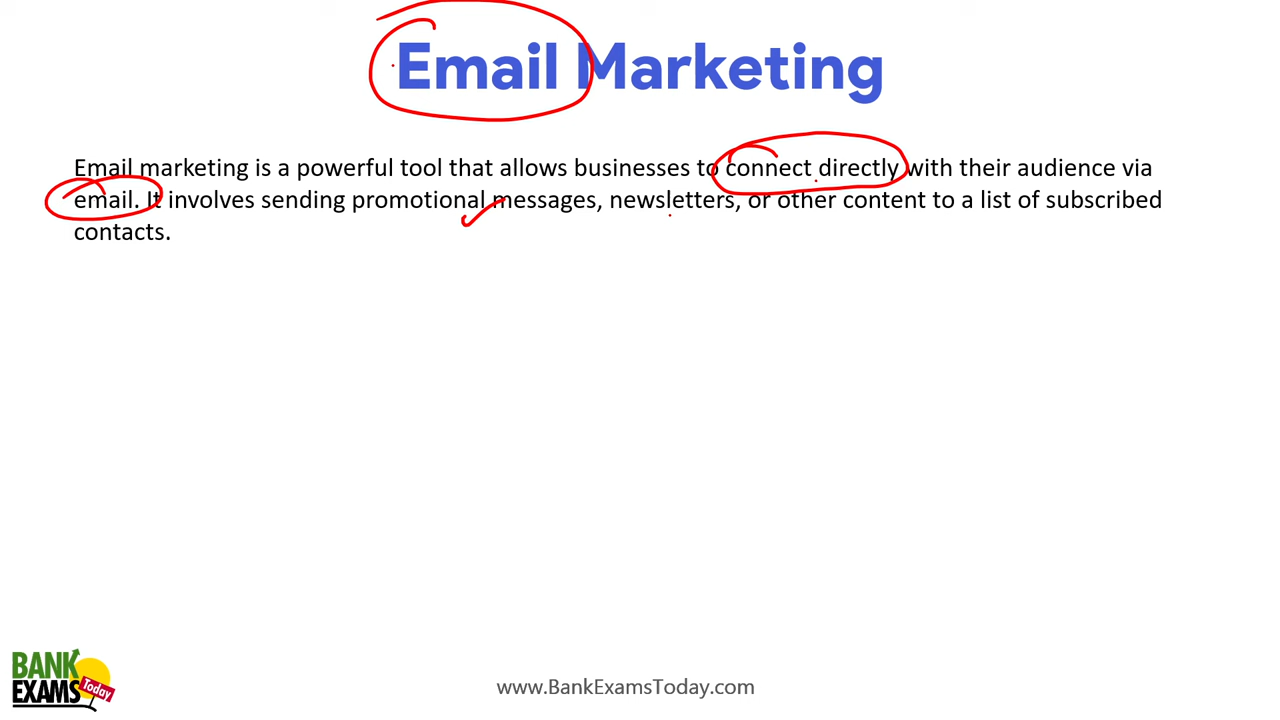 Email Marketing
Email marketing is a powerful tool that allows businesses to connect directly with their audience via
email. It involves sending promotional messages, newsletters, or other content to a list of subscribed
contacts.
BANK
EXAMS
Today
www.BankExamsToday.com